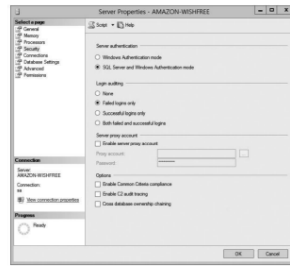 Server Properties - AMAZON-WISHFREE
Select a page
General
Memory
Processors
Security
Connections
Database Settings
Advanced
Permissions
Script
Help
Server authentication
Windows Authentication mode
SQL Server and Windows Authentication mode
Login auditing
None
Failed logins only
Successful logins only
Both failed and successful logins
Server proxy account
Enable server proxy account
Proxy account:
Password:
Options
Enable Common Criteria compliance
Enable C2 audit tracing
Cross database ownership chaining
Connection
Server:
AMAZON-WISHFREE
Connection:
sa
View connection properties
Progress
Ready
OK
Cancel